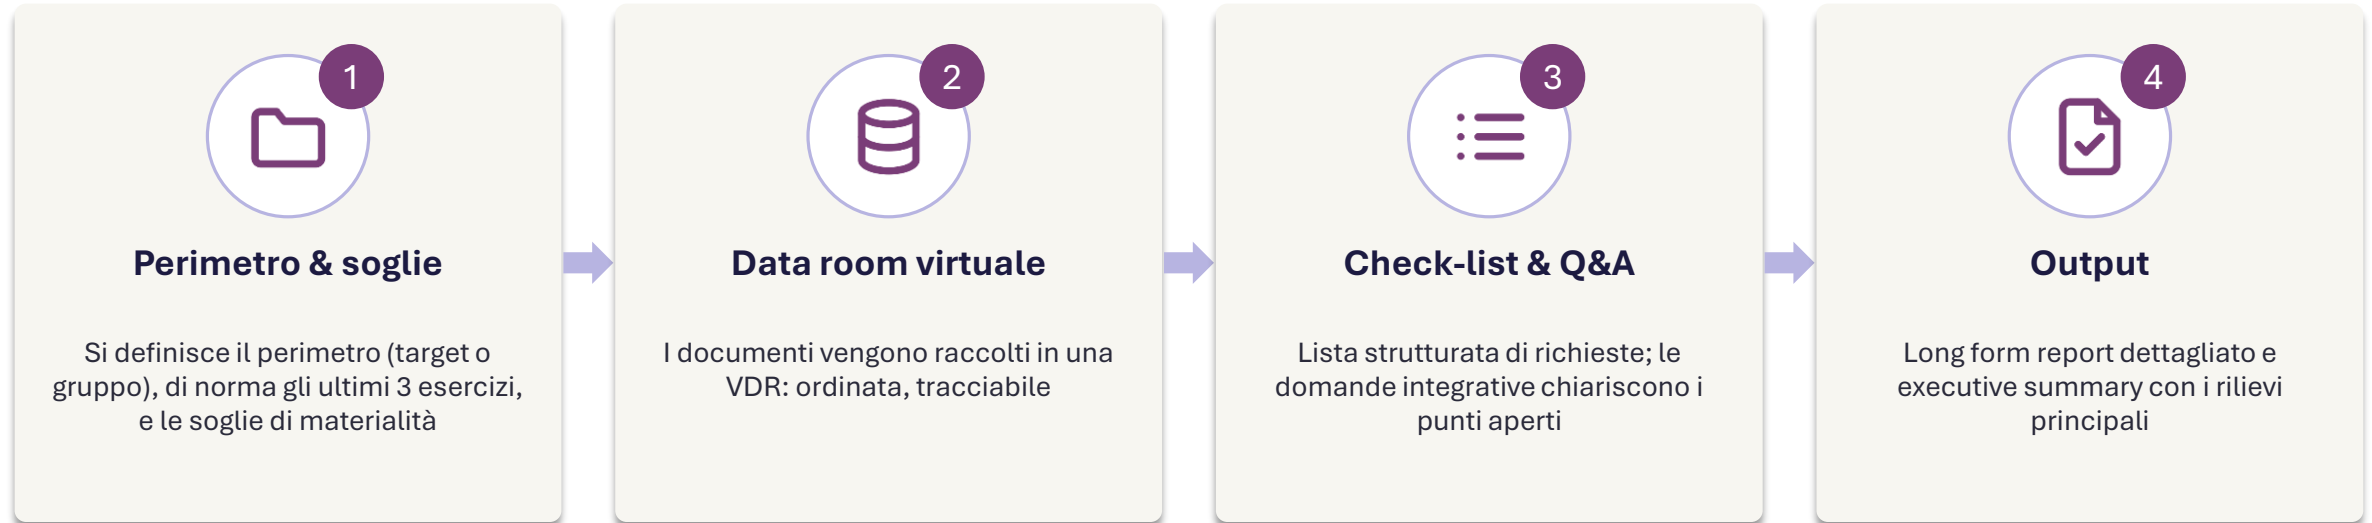 1
Perimetro & soglie
Si definisce il perimetro (target o
gruppo), di norma gli ultimi 3 esercizi,
e le soglie di materialità
2
Data room virtuale
I documenti vengono raccolti in una
VDR: ordinata, tracciabile
3
Check-list & Q&A
Lista strutturata di richieste; le
domande integrative chiariscono i
punti aperti
4
Output
Long form report dettagliato e
executive summary con i rilievi
principali